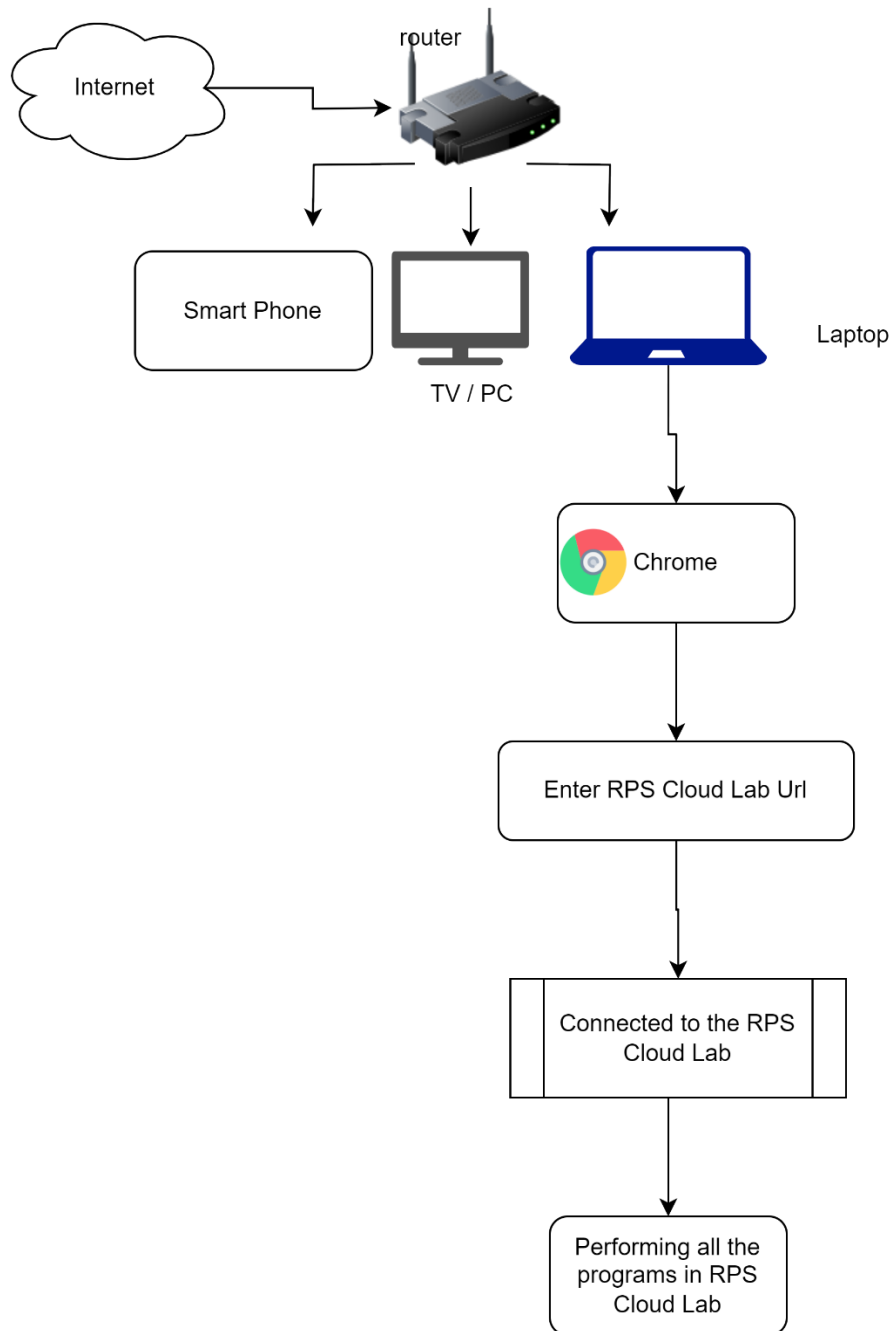 router
Internet
Smart Phone
TV / PC
Laptop
Chrome
Enter RPS Cloud Lab Url
Connected to the RPS
Cloud Lab
Performing all the
programs in RPS
Cloud Lab